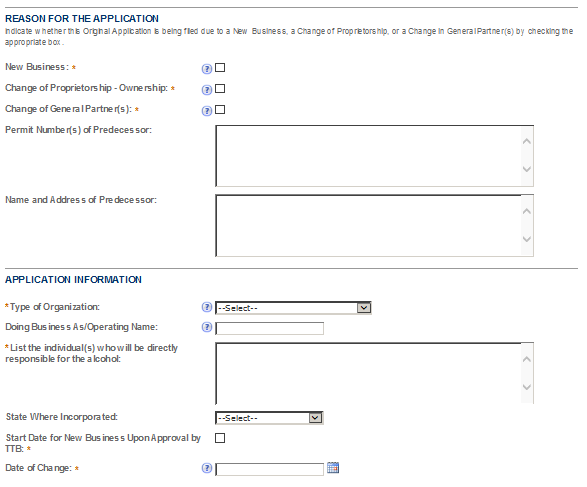 REASON FOR THE APPLICATION
Indicate whether this Original Application is being filed due to a New Business, a Change of Proprietorship, or a Change in General Partner(s) by checking the
appropriate box.
New Business: *
Change of Proprietorship - Ownership: *
Change of General Partner(s): *
Permit Number(s) of Predecessor:
Name and Address of Predecessor:
APPLICATION INFORMATION
* Type of Organization: --Select--
Doing Business As/Operating Name:
* List the individual(s) who will be directly
responsible for the alcohol:
State Where Incorporated: --Select--
Start Date for New Business Upon Approval by
TTB: *
Date of Change: *